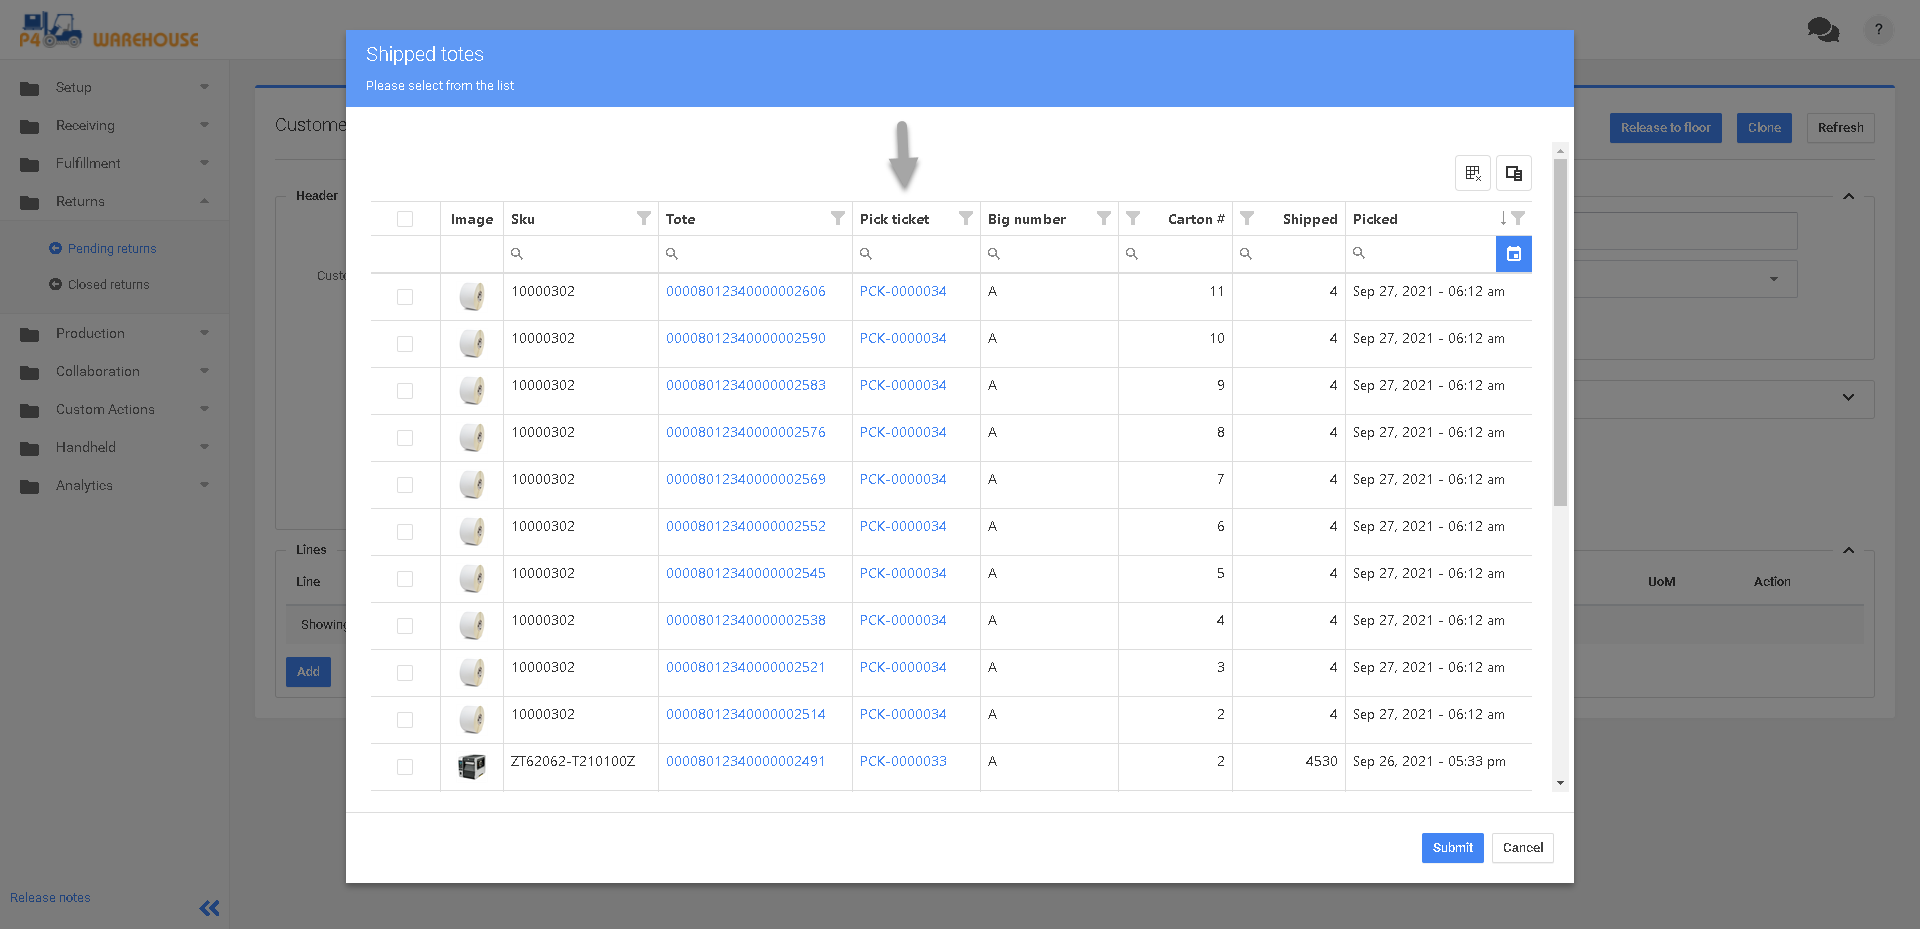 P4 WAREHOUSE
?
Setup
Receiving
Fulfillment
Returns
Pending returns
Closed returns
Production
Collaboration
Custom Actions
Handheld
Analytics
Release notes
Custome
Release to floor Clone Refresh
Header
Custo
Lines
Line UoM Action
Showing
Add
Shipped totes
Please select from the list
Image Sku Tote Pick ticket Big number Carton # Shipped Picked
10000302 00008012340000002606 PCK-0000034 A 11 4 Sep 27, 2021 - 06:12 am
10000302 00008012340000002590 PCK-0000034 A 10 4 Sep 27, 2021 - 06:12 am
10000302 00008012340000002583 PCK-0000034 A 9 4 Sep 27, 2021 - 06:12 am
10000302 00008012340000002576 PCK-0000034 A 8 4 Sep 27, 2021 - 06:12 am
10000302 00008012340000002569 PCK-0000034 A 7 4 Sep 27, 2021 - 06:12 am
10000302 00008012340000002552 PCK-0000034 A 6 4 Sep 27, 2021 - 06:12 am
10000302 00008012340000002545 PCK-0000034 A 5 4 Sep 27, 2021 - 06:12 am
10000302 00008012340000002538 PCK-0000034 A 4 4 Sep 27, 2021 - 06:12 am
10000302 00008012340000002521 PCK-0000034 A 3 4 Sep 27, 2021 - 06:12 am
10000302 00008012340000002514 PCK-0000034 A 2 4 Sep 27, 2021 - 06:12 am
ZT62062-T210100Z 00008012340000002491 PCK-0000033 A 2 4530 Sep 26, 2021 - 05:33 pm
Submit Cancel